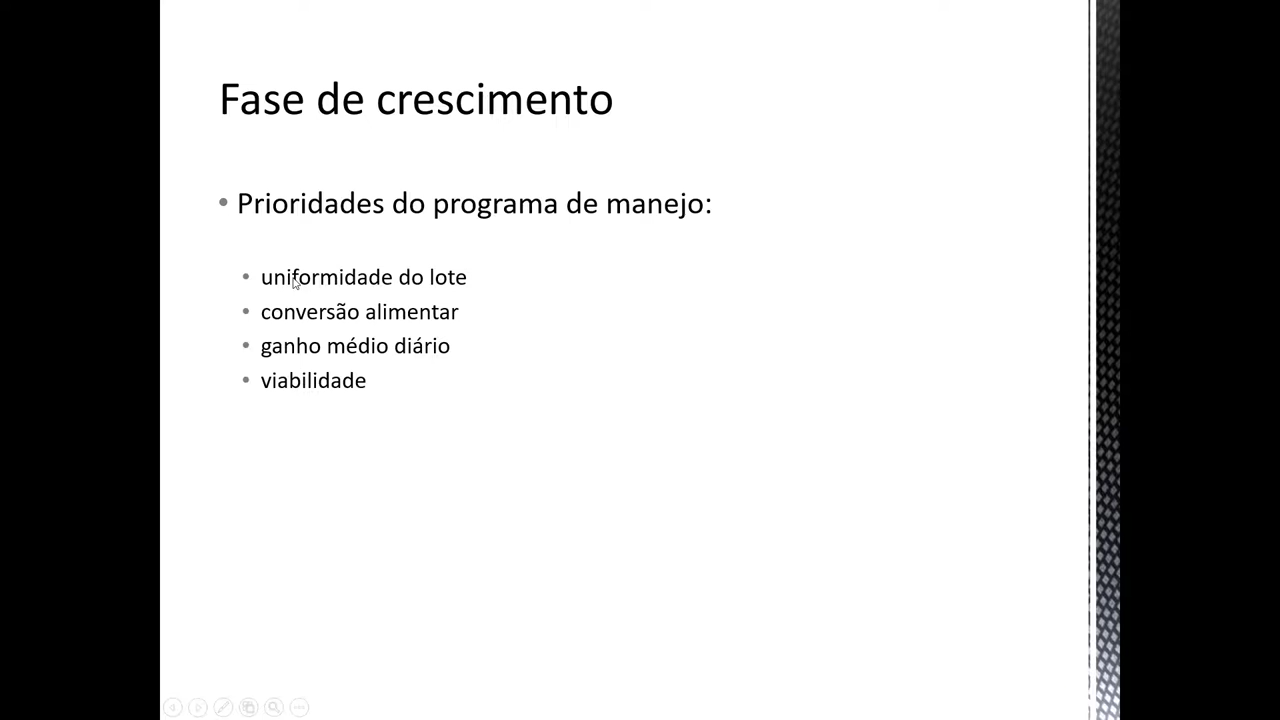 Fase de crescimento
• Prioridades do programa de manejo:
• uniformidade do lote
• conversão alimentar
• ganho médio diário
• viabilidade